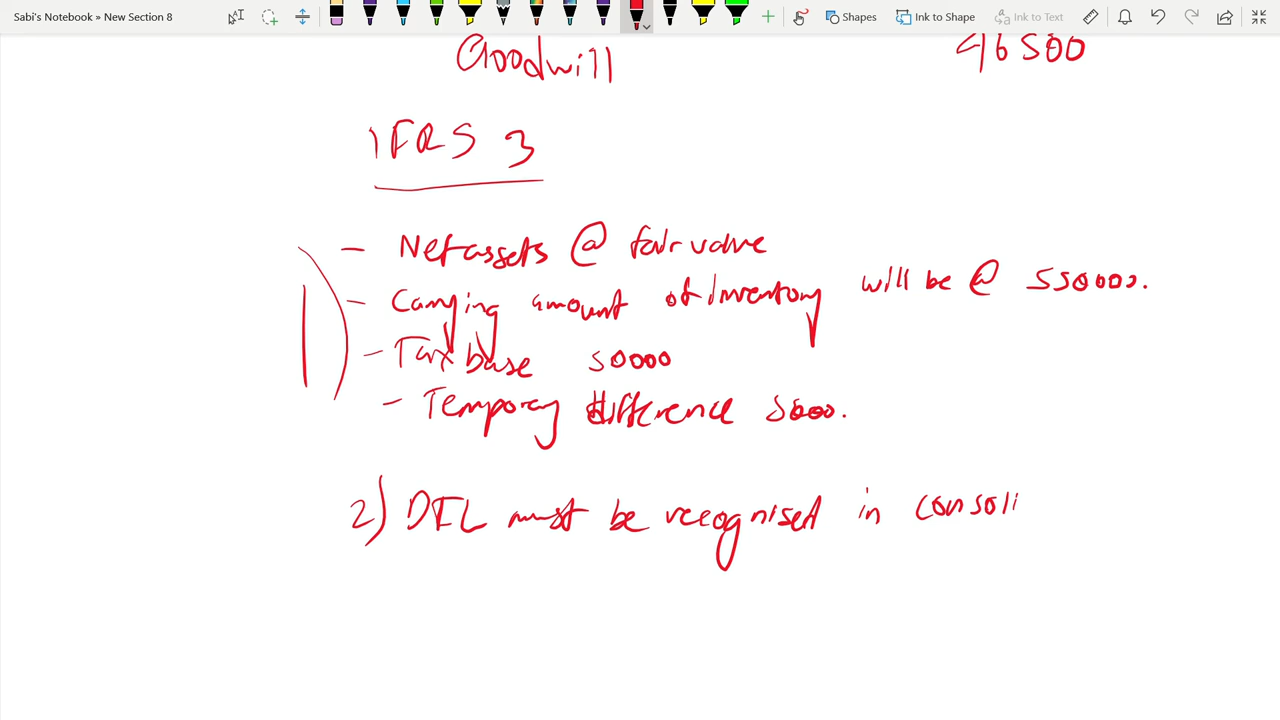 Sabi's Notebook » New Section 8
Shapes
Ink to Shape
Ink to Text
Goodwill 46500
IFRS 3
- Net assets @ fair value
- Carrying amount of inventory will be @ 550000.
- Tax base 50000
- Temporary difference 5000.
2) DTL must be recognised in consoli